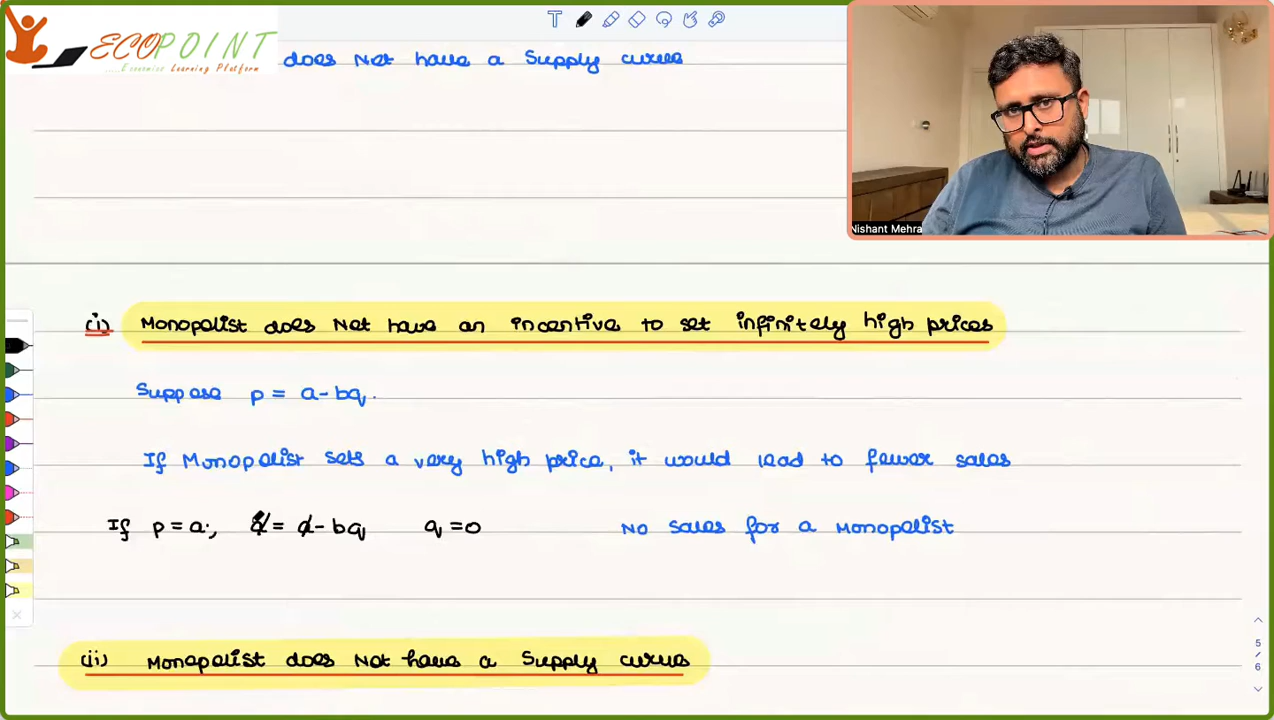 ECOPOINT
....Economics Learning Platform
does Not have a Supply curve
Nishant Mehra
(i) Monopolist does Not have an incentive to set infinitely high prices
Suppose p = a-bq.
If Monopolist sets a very high price, it would lead to fewer sales
If p = a, a = a - bq q = 0 No sales for a Monopolist
(ii) Monopolist does Not have a Supply curve
5
/
6